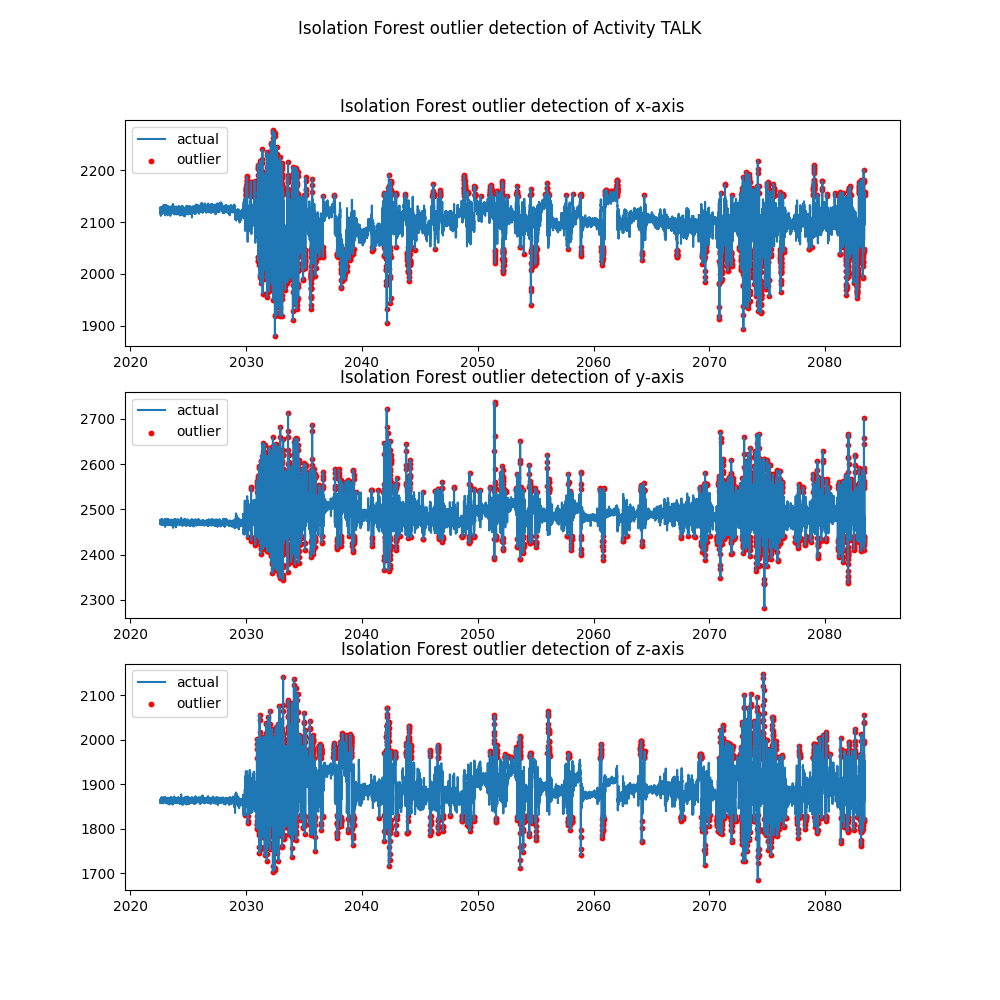 Isolation Forest outlier detection of Activity TALK
Isolation Forest outlier detection of x-axis
actual
outlier
2200
2100
2000
1900
2020 2030 2040 2050 2060 2070 2080
Isolation Forest outlier detection of y-axis
actual
outlier
2700
2600
2500
2400
2300
2020 2030 2040 2050 2060 2070 2080
Isolation Forest outlier detection of z-axis
actual
outlier
2100
2000
1900
1800
1700
2020 2030 2040 2050 2060 2070 2080